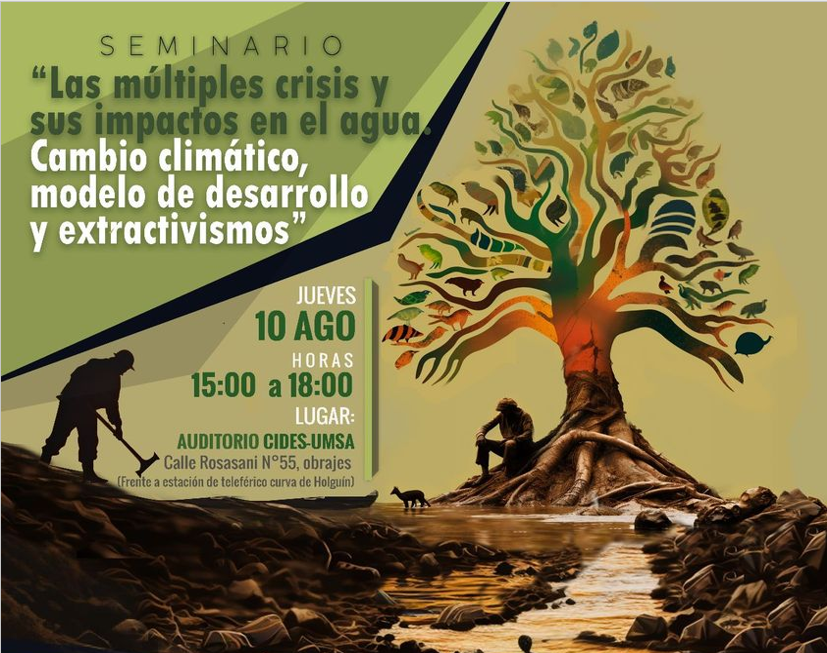 SEMINARIO
“Las múltiples crisis y
sus impactos en el agua.
Cambio climático,
modelo de desarrollo
y extractivismos”
JUEVES
10 AGO
HORAS
15:00 a 18:00
LUGAR:
AUDITORIO CIDES-UMSA
Calle Rosasani N°55, obrajes
(Frente a estación de teleférico curva de Holguín)